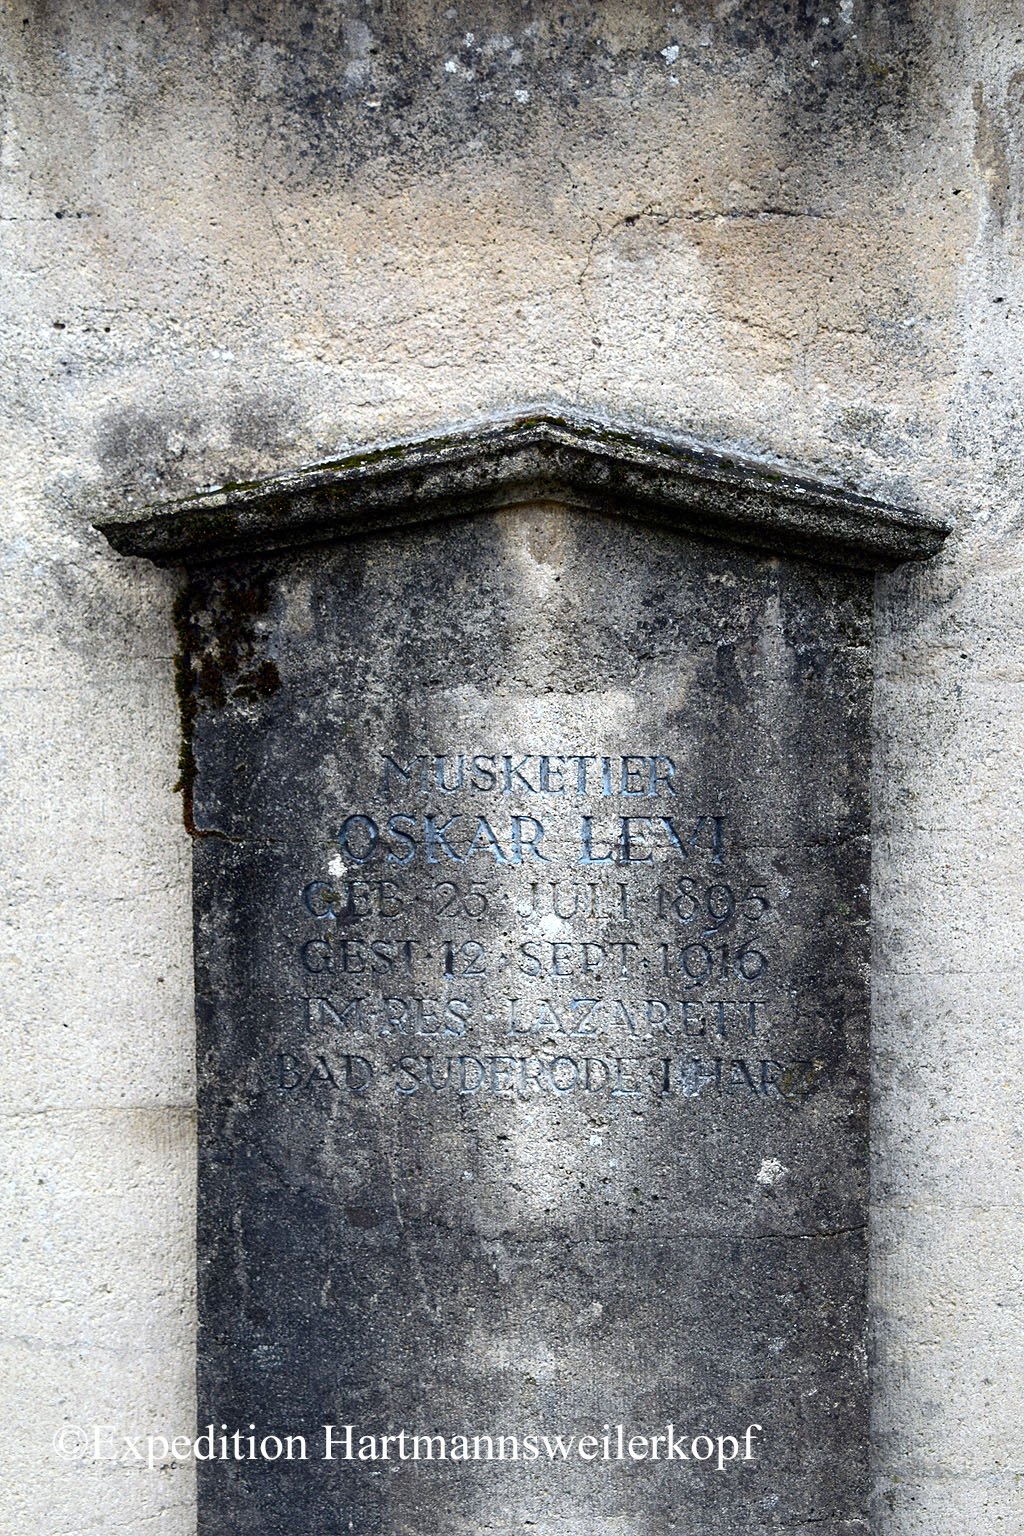 MUSKETIER
OSKAR LEVI
GEB·25·JULI·1895
GEST·12·SEPT·1916
IM·RES·LAZARETT
BAD·SUDERODE·I·HARZ
©Expedition Hartmannsweilerkopf